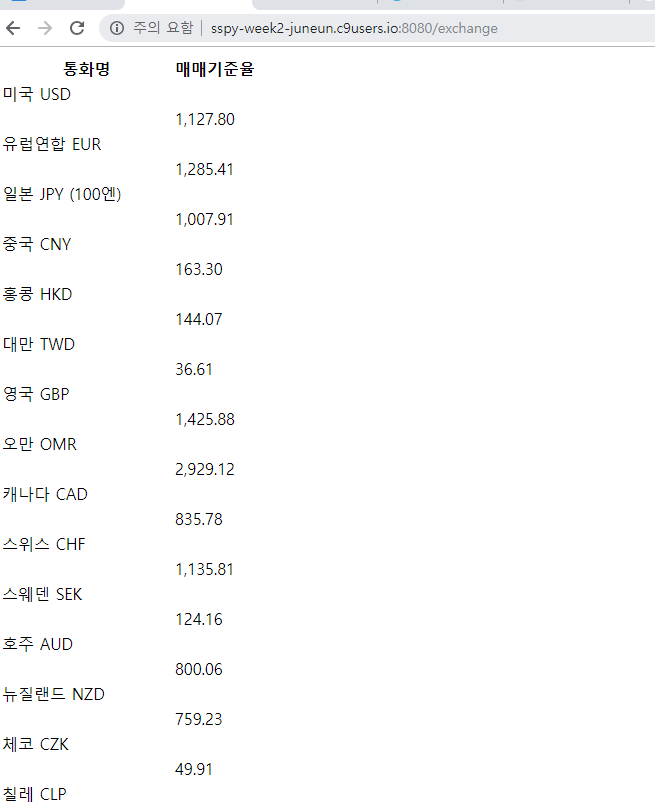 주의 요함 sspy-week2-juneun.c9users.io:8080/exchange
통화명 매매기준율
미국 USD
1,127.80
유럽연합 EUR
1,285.41
일본 JPY (100엔)
1,007.91
중국 CNY
163.30
홍콩 HKD
144.07
대만 TWD
36.61
영국 GBP
1,425.88
오만 OMR
2,929.12
캐나다 CAD
835.78
스위스 CHF
1,135.81
스웨덴 SEK
124.16
호주 AUD
800.06
뉴질랜드 NZD
759.23
체코 CZK
49.91
칠레 CLP